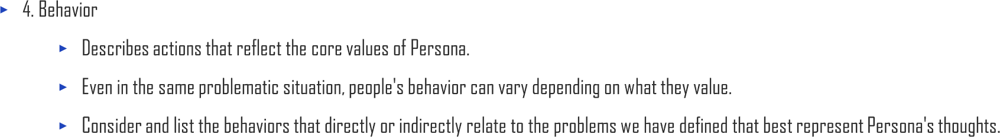 ▸ 4. Behavior
▸ Describes actions that reflect the core values of Persona.
▸ Even in the same problematic situation, people's behavior can vary depending on what they value.
▸ Consider and list the behaviors that directly or indirectly relate to the problems we have defined that best represent Persona's thoughts.